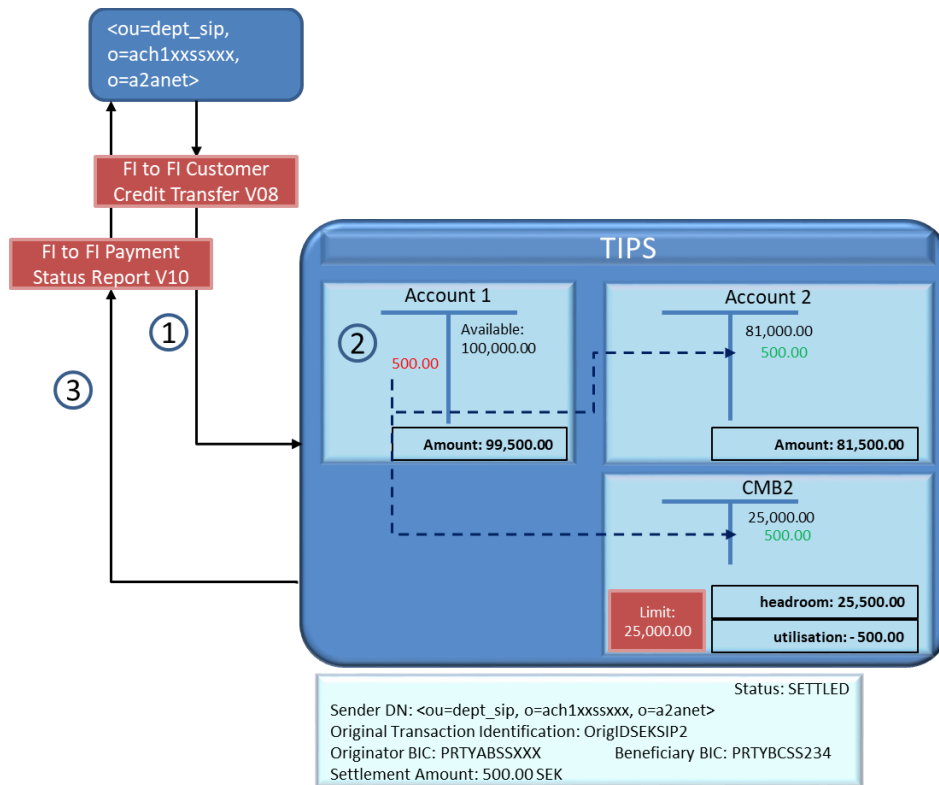 <ou=dept_sip,
o=ach1xxssxxx,
o=a2anet>
FI to FI Customer
Credit Transfer V08
FI to FI Payment
Status Report V10
1
3
TIPS
Account 1
2
Available:
100,000.00
500.00
Amount: 99,500.00
Account 2
81,000.00
500.00
Amount: 81,500.00
CMB2
25,000.00
500.00
Limit:
25,000.00
headroom: 25,500.00
utilisation: - 500.00
Status: SETTLED
Sender DN: <ou=dept_sip, o=ach1xxssxxx, o=a2anet>
Original Transaction Identification: OrigIDSEKSIP2
Originator BIC: PRTYABSSXXX Beneficiary BIC: PRTYBCSS234
Settlement Amount: 500.00 SEK